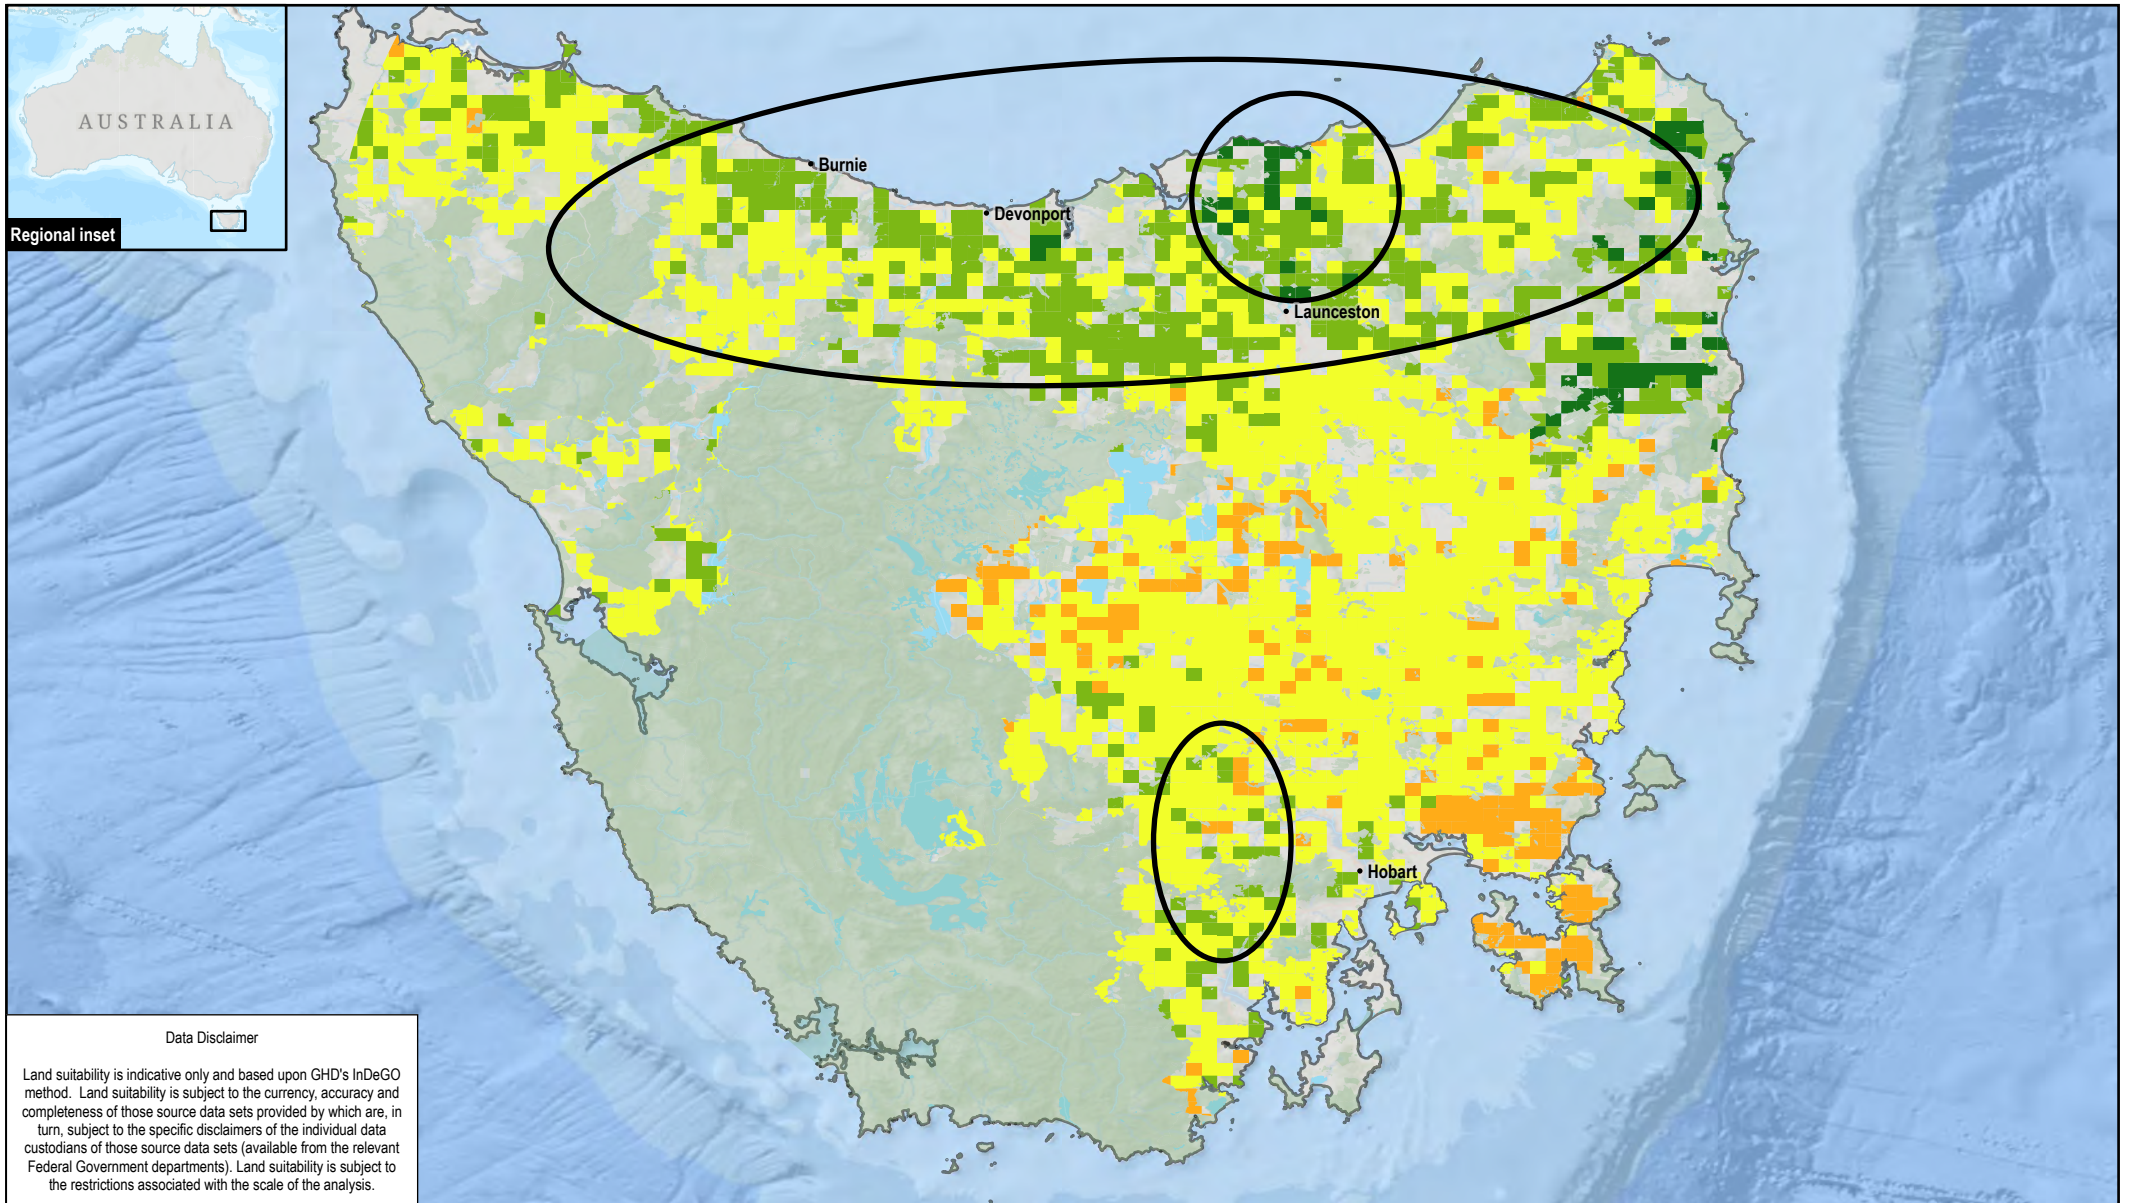 AUSTRALIA
Regional inset
Burnie
Devonport
Launceston
Hobart
Data Disclaimer
Land suitability is indicative only and based upon GHD's InDeGO
method. Land suitability is subject to the currency, accuracy and
completeness of those source data sets provided by which are, in
turn, subject to the specific disclaimers of the individual data
custodians of those source data sets (available from the relevant
Federal Government departments). Land suitability is subject to
the restrictions associated with the scale of the analysis.